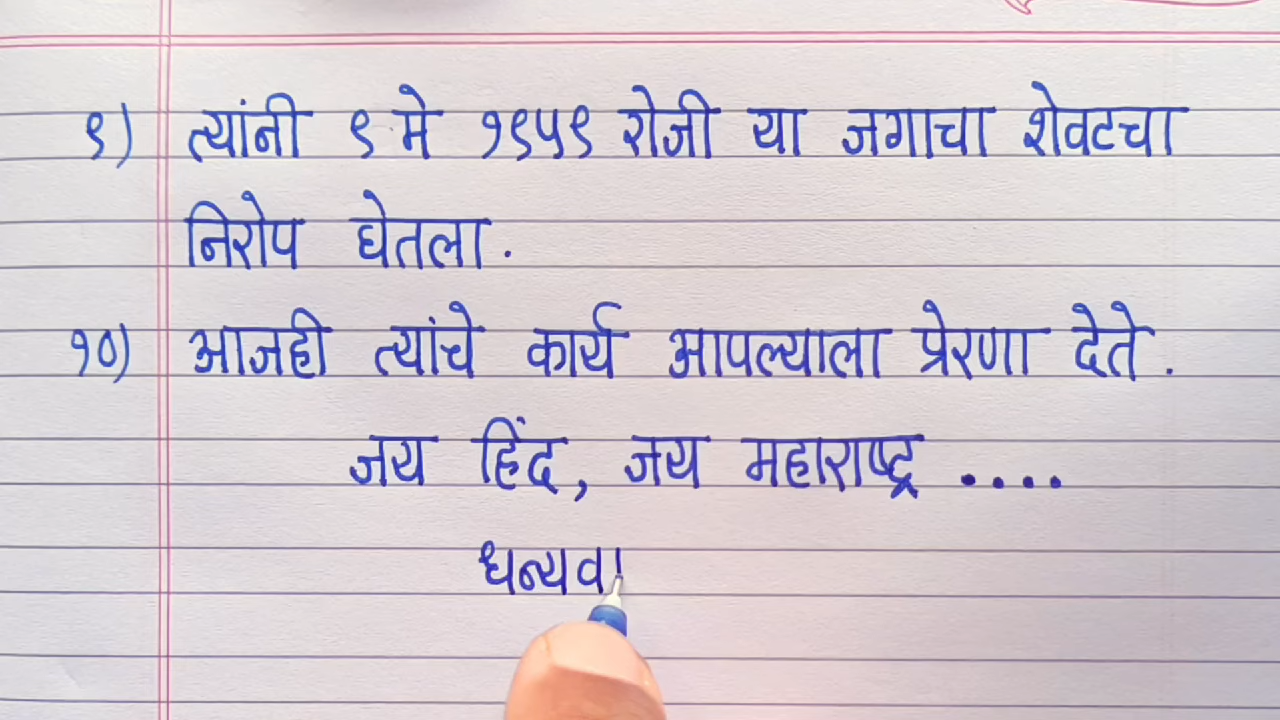 ९) त्यांनी ९ मे १९५९ रोजी या जगाचा शेवटचा
निरोप घेतला.
१०) आजही त्यांचे कार्य आपल्याला प्रेरणा देते.
जय हिंद, जय महाराष्ट्र ....
धन्यवा